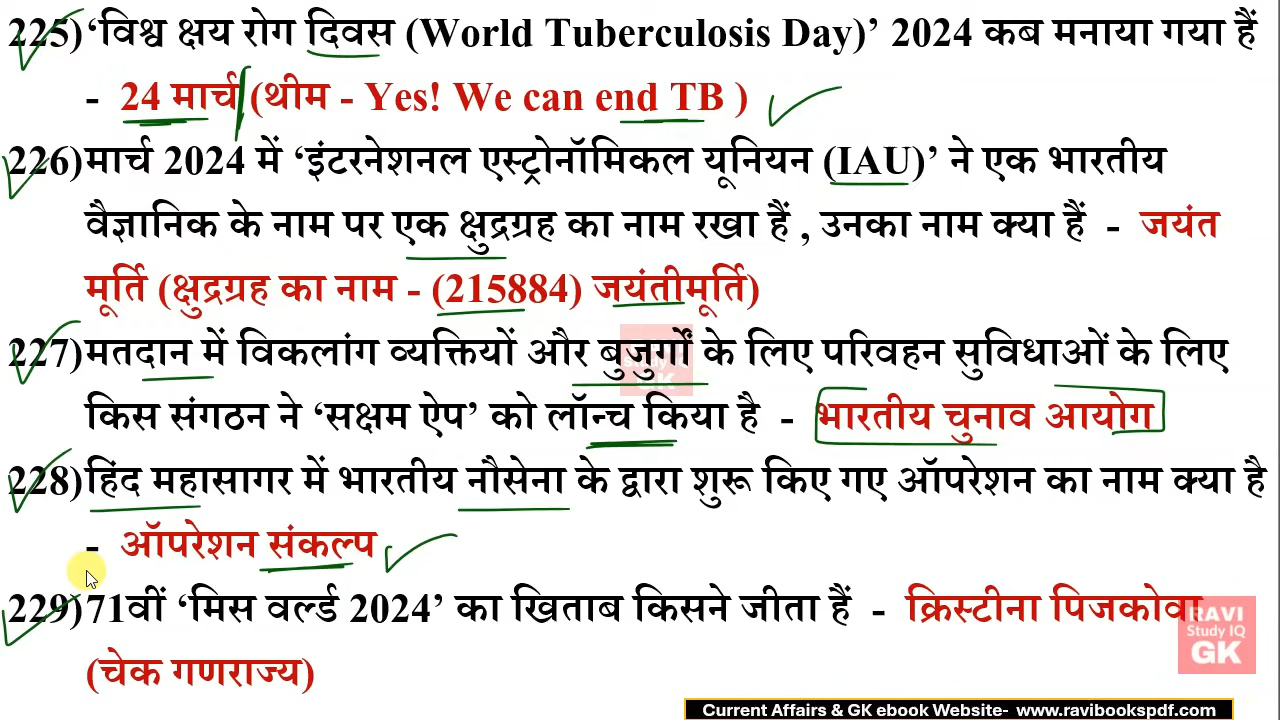 225)‘विश्व क्षय रोग दिवस (World Tuberculosis Day)’ 2024 कब मनाया गया हैं
- 24 मार्च (थीम - Yes! We can end TB )
226)मार्च 2024 में ‘इंटरनेशनल एस्ट्रोनॉमिकल यूनियन (IAU)’ ने एक भारतीय
वैज्ञानिक के नाम पर एक क्षुद्रग्रह का नाम रखा हैं , उनका नाम क्या हैं - जयंत
मूर्ति (क्षुद्रग्रह का नाम - (215884) जयंतीमूर्ति)
227)मतदान में विकलांग व्यक्तियों और बुजुर्गों के लिए परिवहन सुविधाओं के लिए
किस संगठन ने ‘सक्षम ऐप’ को लॉन्च किया है - भारतीय चुनाव आयोग
228)हिंद महासागर में भारतीय नौसेना के द्वारा शुरू किए गए ऑपरेशन का नाम क्या है
- ऑपरेशन संकल्प
229)71वीं ‘मिस वर्ल्ड 2024’ का खिताब किसने जीता हैं - क्रिस्टीना पिजकोवा
(चेक गणराज्य)
RAVI
Study IQ
GK
Current Affairs & GK ebook Website- www.ravibookspdf.com